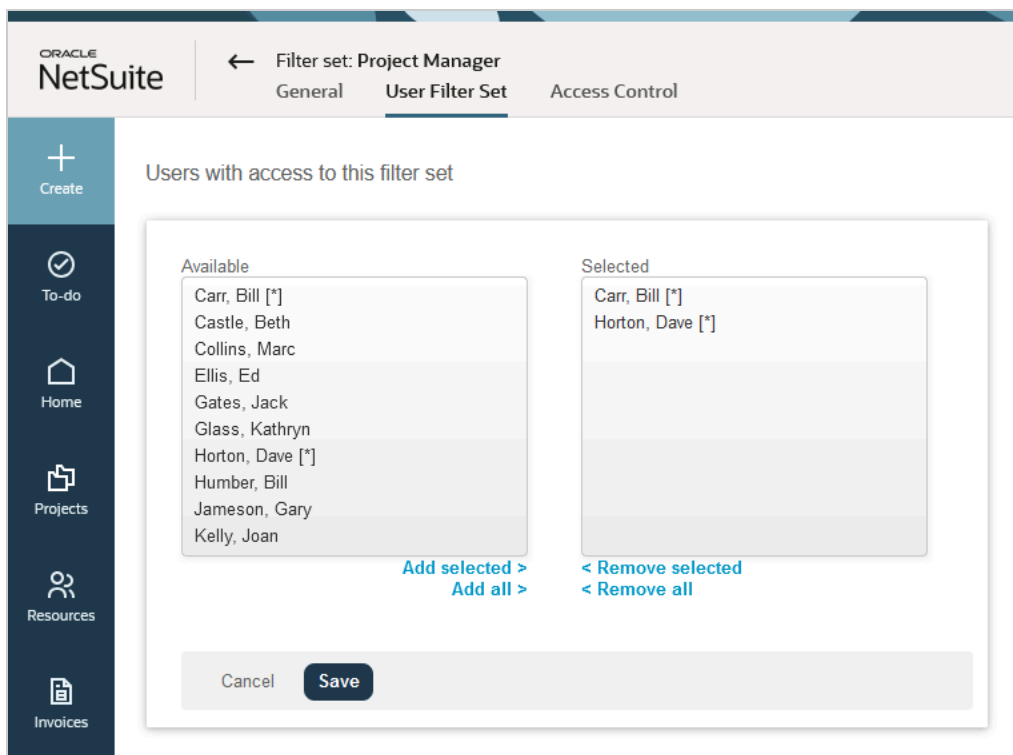 ORACLE
NetSuite
Filter set: Project Manager
General User Filter Set Access Control
Create
To-do
Home
Projects
Resources
Invoices
Users with access to this filter set
Available
Carr, Bill [*]
Castle, Beth
Collins, Marc
Ellis, Ed
Gates, Jack
Glass, Kathryn
Horton, Dave [*]
Humber, Bill
Jameson, Gary
Kelly, Joan
Add selected >
Add all >
Selected
Carr, Bill [*]
Horton, Dave [*]
< Remove selected
< Remove all
Cancel Save